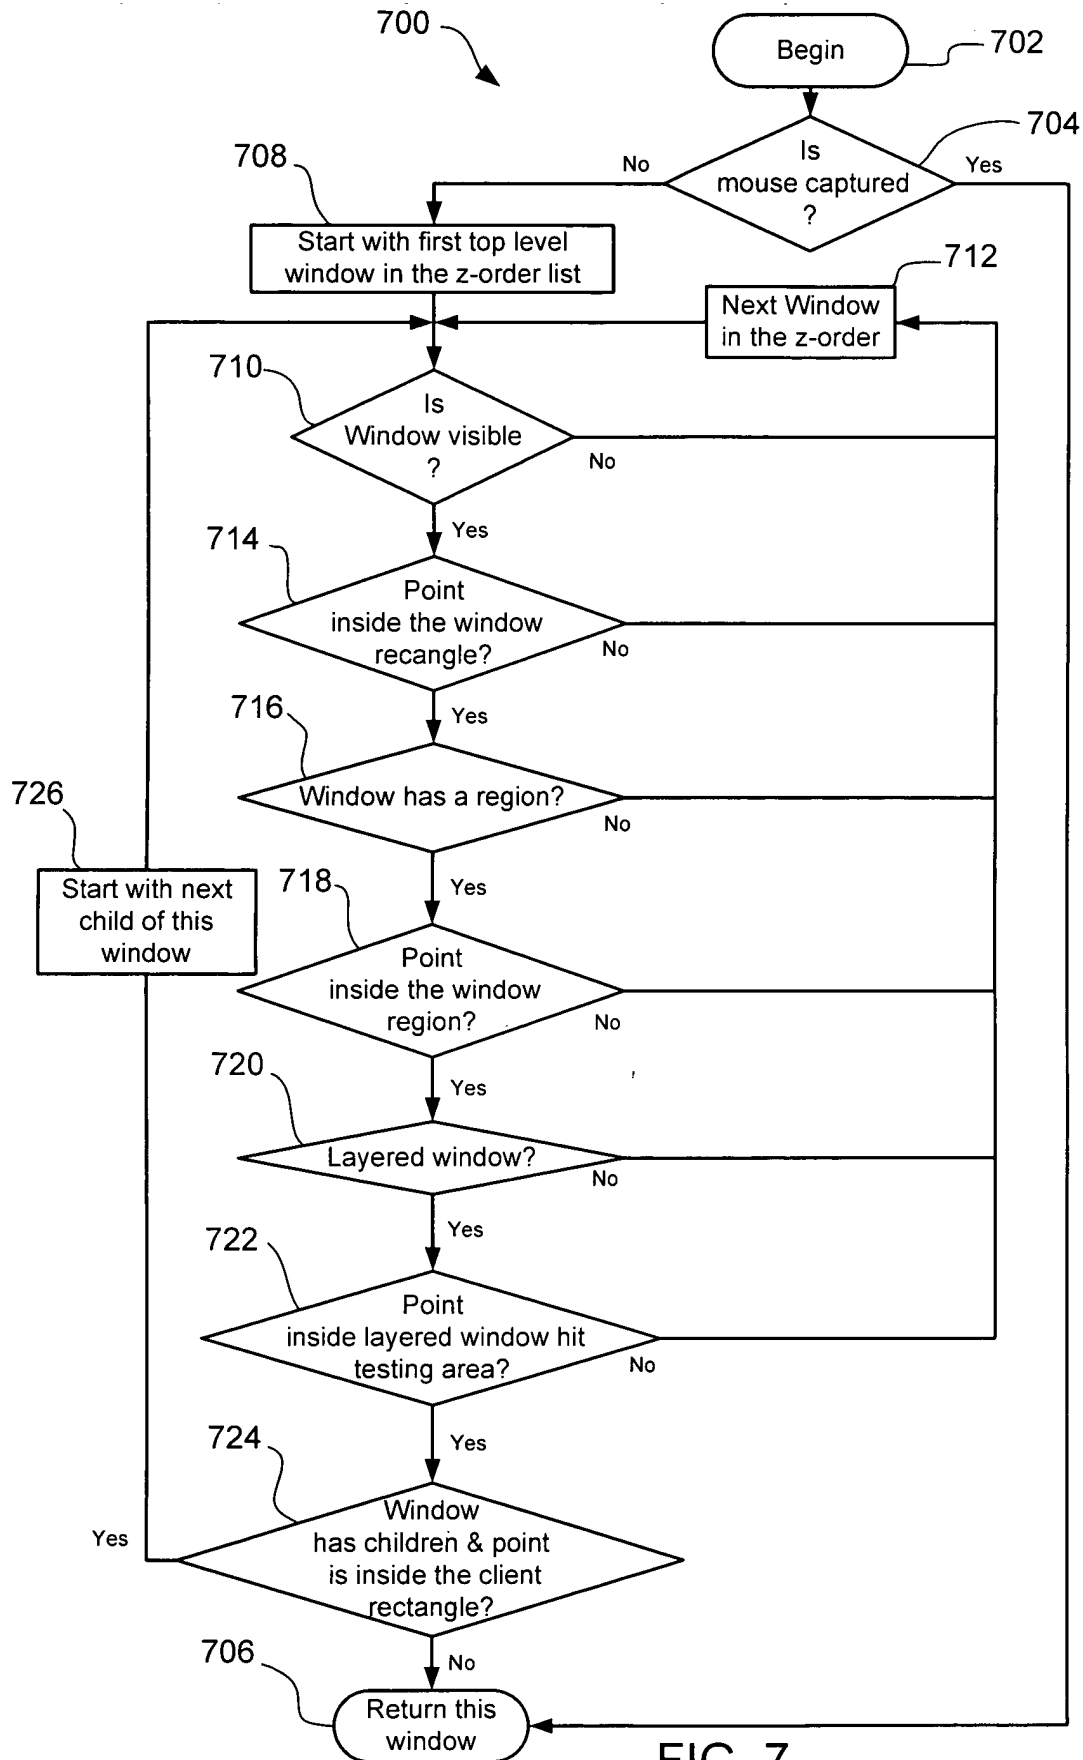 700
Begin
702
704
Is
mouse captured
?
No
Yes
708
Start with first top level
window in the z-order list
712
Next Window
in the z-order
710
Is
Window visible
?
No
Yes
714
Point
inside the window
recangle?
No
Yes
716
Window has a region?
No
Yes
726
Start with next
child of this
window
718
Point
inside the window
region?
No
Yes
720
Layered window?
No
Yes
722
Point
inside layered window hit
testing area?
No
Yes
724
Window
has children & point
is inside the client
rectangle?
Yes
No
706
Return this
window
FIG. 7